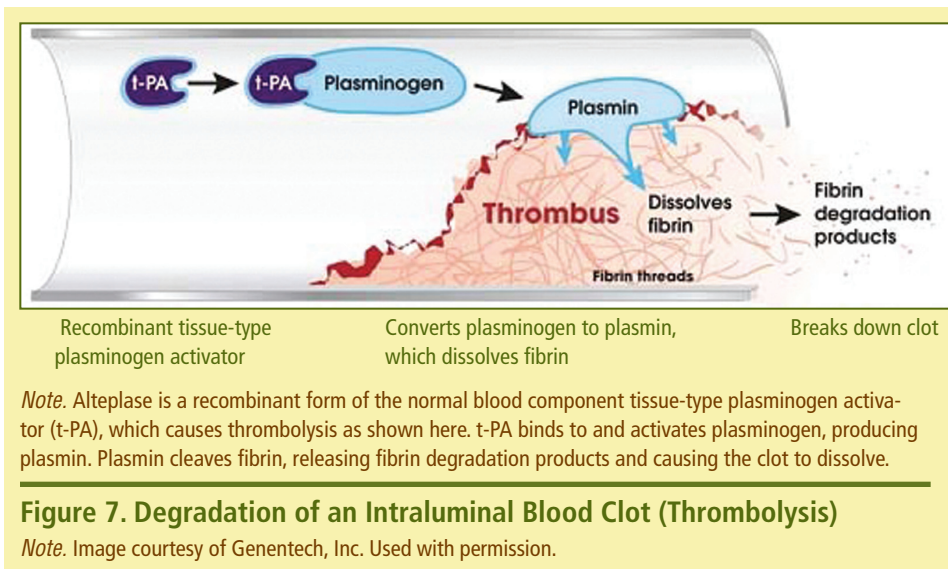 t-PA
t-PA Plasminogen
Plasmin
Thrombus
Dissolves
fibrin
Fibrin
degradation
products
Fibrin threads
Recombinant tissue-type
plasminogen activator
Converts plasminogen to plasmin,
which dissolves fibrin
Breaks down clot
Note. Alteplase is a recombinant form of the normal blood component tissue-type plasminogen activa-
tor (t-PA), which causes thrombolysis as shown here. t-PA binds to and activates plasminogen, producing
plasmin. Plasmin cleaves fibrin, releasing fibrin degradation products and causing the clot to dissolve.
Figure 7. Degradation of an Intraluminal Blood Clot (Thrombolysis)
Note. Image courtesy of Genentech, Inc. Used with permission.